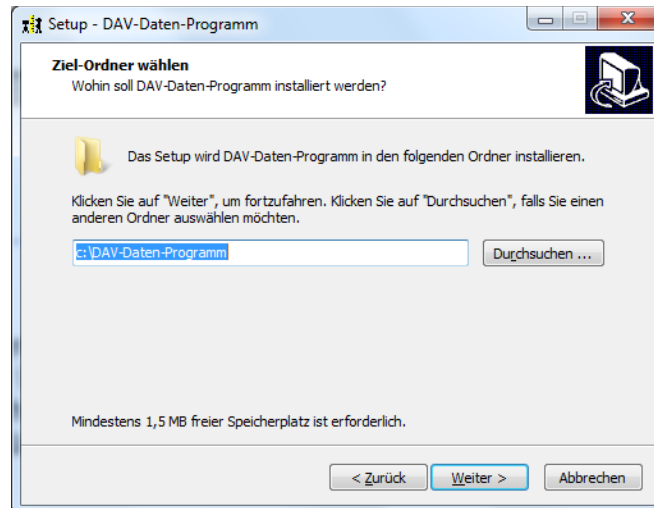 Setup - DAV-Daten-Programm
Ziel-Ordner wählen
Wohin soll DAV-Daten-Programm installiert werden?
Das Setup wird DAV-Daten-Programm in den folgenden Ordner installieren.
Klicken Sie auf "Weiter", um fortzufahren. Klicken Sie auf "Durchsuchen", falls Sie einen
anderen Ordner auswählen möchten.
c:\DAV-Daten-Programm
Durchsuchen ...
Mindestens 1,5 MB freier Speicherplatz ist erforderlich.
< Zurück
Weiter >
Abbrechen